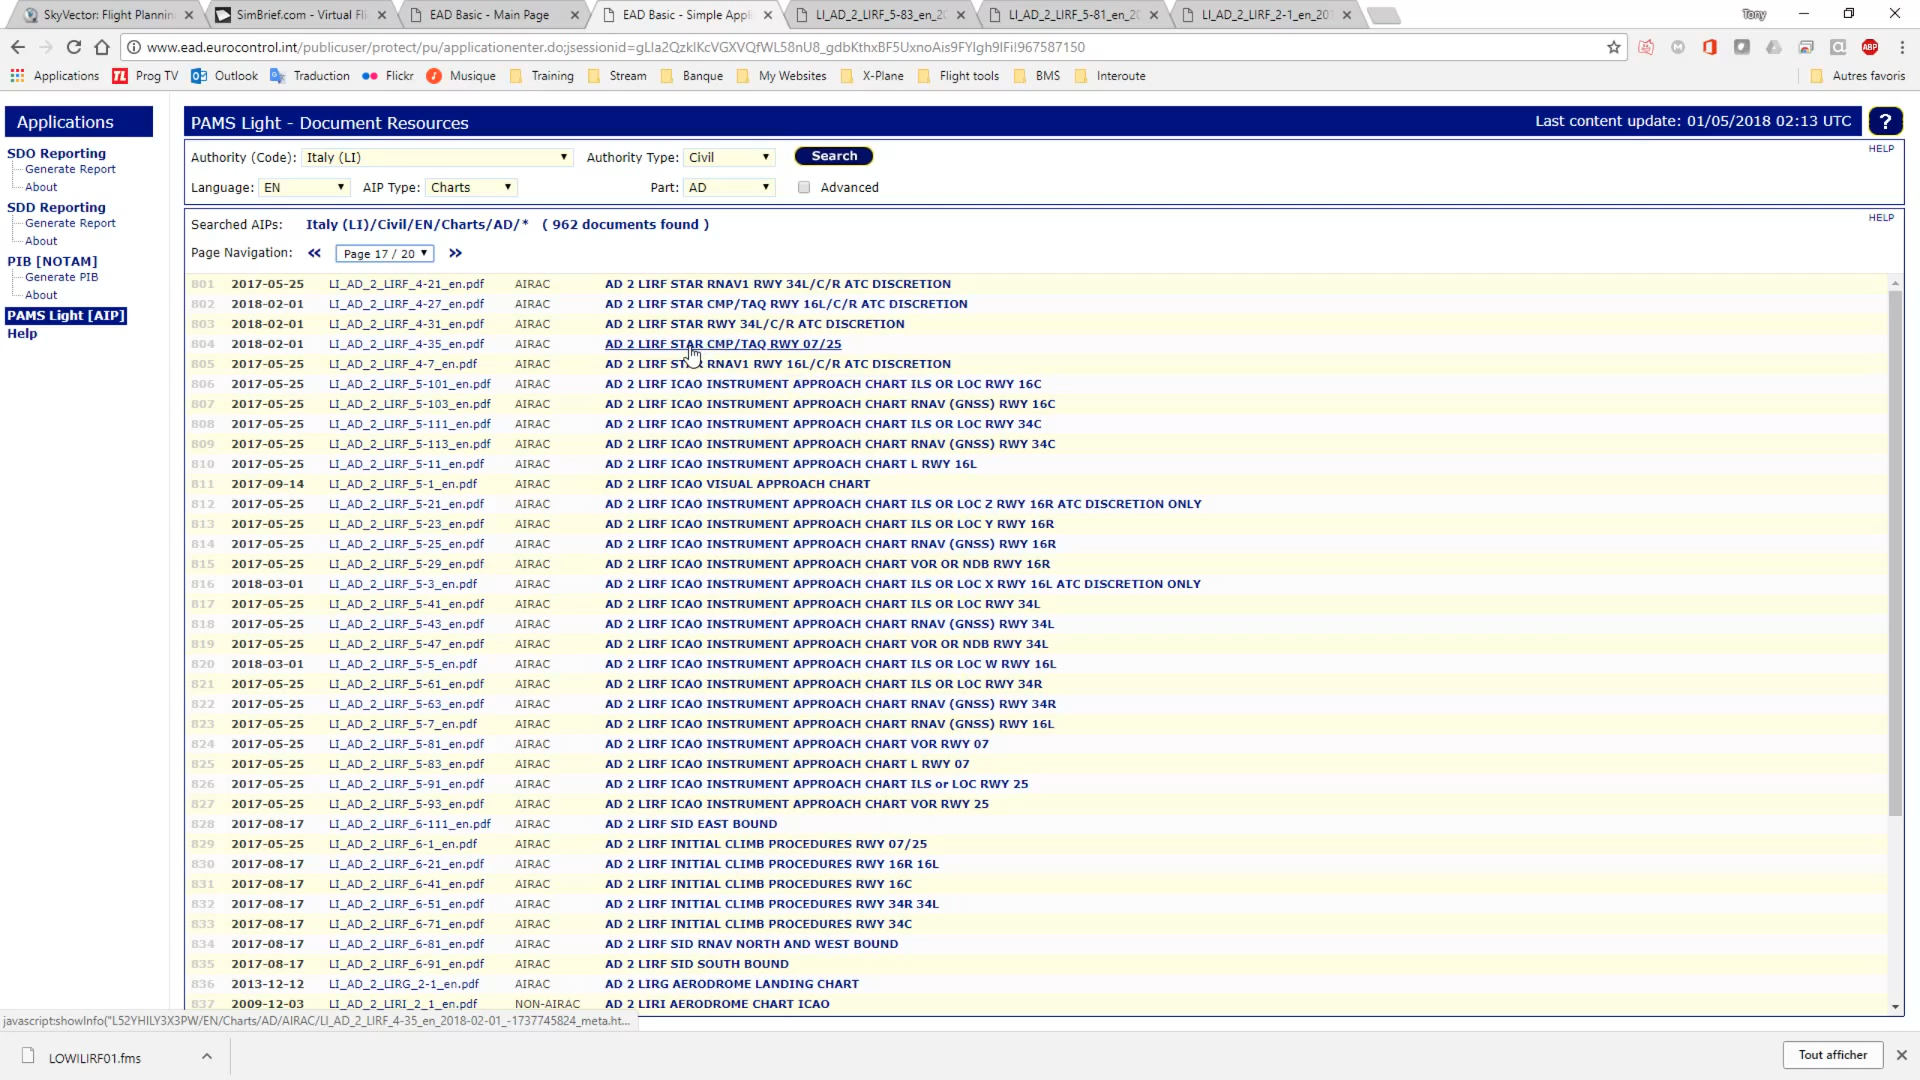 SkyVector: Flight Plannin
SimBrief.com - Virtual Fli
EAD Basic - Main Page
EAD Basic - Simple Appl
LI_AD_2_LIRF_5-83_en_20
LI_AD_2_LIRF_5-81_en_20
LI_AD_2_LIRF_2-1_en_201
Tony
www.ead.eurocontrol.int/publicuser/protect/pu/applicationenter.do;jsessionid=gLIa2QzklKcVGXVQfWL58nU8_gdbKthxBF5UxnoAis9FYIgh9IFiI!967587150
Applications Prog TV Outlook Traduction Flickr Musique Training Stream Banque My Websites X-Plane Flight tools BMS Interoute Autres favoris
Applications
SDO Reporting
Generate Report
About
SDD Reporting
Generate Report
About
PIB [NOTAM]
Generate PIB
About
PAMS Light [AIP]
Help
PAMS Light - Document Resources Last content update: 01/05/2018 02:13 UTC ?
HELP
Authority (Code): Italy (LI) Authority Type: Civil Search
Language: EN AIP Type: Charts Part: AD Advanced
Searched AIPs: Italy (LI)/Civil/EN/Charts/AD/* ( 962 documents found ) HELP
Page Navigation: « Page 17 / 20 »
801 2017-05-25 LI_AD_2_LIRF_4-21_en.pdf AIRAC AD 2 LIRF STAR RNAV1 RWY 34L/C/R ATC DISCRETION
802 2018-02-01 LI_AD_2_LIRF_4-27_en.pdf AIRAC AD 2 LIRF STAR CMP/TAQ RWY 16L/C/R ATC DISCRETION
803 2018-02-01 LI_AD_2_LIRF_4-31_en.pdf AIRAC AD 2 LIRF STAR RWY 34L/C/R ATC DISCRETION
804 2018-02-01 LI_AD_2_LIRF_4-35_en.pdf AIRAC AD 2 LIRF STAR CMP/TAQ RWY 07/25
805 2017-05-25 LI_AD_2_LIRF_4-7_en.pdf AIRAC AD 2 LIRF STAR RNAV1 RWY 16L/C/R ATC DISCRETION
806 2017-05-25 LI_AD_2_LIRF_5-101_en.pdf AIRAC AD 2 LIRF ICAO INSTRUMENT APPROACH CHART ILS OR LOC RWY 16C
807 2017-05-25 LI_AD_2_LIRF_5-103_en.pdf AIRAC AD 2 LIRF ICAO INSTRUMENT APPROACH CHART RNAV (GNSS) RWY 16C
808 2017-05-25 LI_AD_2_LIRF_5-111_en.pdf AIRAC AD 2 LIRF ICAO INSTRUMENT APPROACH CHART ILS OR LOC RWY 34C
809 2017-05-25 LI_AD_2_LIRF_5-113_en.pdf AIRAC AD 2 LIRF ICAO INSTRUMENT APPROACH CHART RNAV (GNSS) RWY 34C
810 2017-05-25 LI_AD_2_LIRF_5-11_en.pdf AIRAC AD 2 LIRF ICAO INSTRUMENT APPROACH CHART L RWY 16L
811 2017-09-14 LI_AD_2_LIRF_5-1_en.pdf AIRAC AD 2 LIRF ICAO VISUAL APPROACH CHART
812 2017-05-25 LI_AD_2_LIRF_5-21_en.pdf AIRAC AD 2 LIRF ICAO INSTRUMENT APPROACH CHART ILS OR LOC Z RWY 16R ATC DISCRETION ONLY
813 2017-05-25 LI_AD_2_LIRF_5-23_en.pdf AIRAC AD 2 LIRF ICAO INSTRUMENT APPROACH CHART ILS OR LOC Y RWY 16R
814 2017-05-25 LI_AD_2_LIRF_5-25_en.pdf AIRAC AD 2 LIRF ICAO INSTRUMENT APPROACH CHART RNAV (GNSS) RWY 16R
815 2017-05-25 LI_AD_2_LIRF_5-29_en.pdf AIRAC AD 2 LIRF ICAO INSTRUMENT APPROACH CHART VOR OR NDB RWY 16R
816 2018-03-01 LI_AD_2_LIRF_5-3_en.pdf AIRAC AD 2 LIRF ICAO INSTRUMENT APPROACH CHART ILS OR LOC X RWY 16L ATC DISCRETION ONLY
817 2017-05-25 LI_AD_2_LIRF_5-41_en.pdf AIRAC AD 2 LIRF ICAO INSTRUMENT APPROACH CHART ILS OR LOC RWY 34L
818 2017-05-25 LI_AD_2_LIRF_5-43_en.pdf AIRAC AD 2 LIRF ICAO INSTRUMENT APPROACH CHART RNAV (GNSS) RWY 34L
819 2017-05-25 LI_AD_2_LIRF_5-47_en.pdf AIRAC AD 2 LIRF ICAO INSTRUMENT APPROACH CHART VOR OR NDB RWY 34L
820 2018-03-01 LI_AD_2_LIRF_5-5_en.pdf AIRAC AD 2 LIRF ICAO INSTRUMENT APPROACH CHART ILS OR LOC W RWY 16L
821 2017-05-25 LI_AD_2_LIRF_5-61_en.pdf AIRAC AD 2 LIRF ICAO INSTRUMENT APPROACH CHART ILS OR LOC RWY 34R
822 2017-05-25 LI_AD_2_LIRF_5-63_en.pdf AIRAC AD 2 LIRF ICAO INSTRUMENT APPROACH CHART RNAV (GNSS) RWY 34R
823 2017-05-25 LI_AD_2_LIRF_5-7_en.pdf AIRAC AD 2 LIRF ICAO INSTRUMENT APPROACH CHART RNAV (GNSS) RWY 16L
824 2017-05-25 LI_AD_2_LIRF_5-81_en.pdf AIRAC AD 2 LIRF ICAO INSTRUMENT APPROACH CHART VOR RWY 07
825 2017-05-25 LI_AD_2_LIRF_5-83_en.pdf AIRAC AD 2 LIRF ICAO INSTRUMENT APPROACH CHART L RWY 07
826 2017-05-25 LI_AD_2_LIRF_5-91_en.pdf AIRAC AD 2 LIRF ICAO INSTRUMENT APPROACH CHART ILS or LOC RWY 25
827 2017-05-25 LI_AD_2_LIRF_5-93_en.pdf AIRAC AD 2 LIRF ICAO INSTRUMENT APPROACH CHART VOR RWY 25
828 2017-08-17 LI_AD_2_LIRF_6-111_en.pdf AIRAC AD 2 LIRF SID EAST BOUND
829 2017-08-17 LI_AD_2_LIRF_6-1_en.pdf AIRAC AD 2 LIRF INITIAL CLIMB PROCEDURES RWY 07/25
830 2017-08-17 LI_AD_2_LIRF_6-21_en.pdf AIRAC AD 2 LIRF INITIAL CLIMB PROCEDURES RWY 16R 16L
831 2017-08-17 LI_AD_2_LIRF_6-41_en.pdf AIRAC AD 2 LIRF INITIAL CLIMB PROCEDURES RWY 16C
832 2017-08-17 LI_AD_2_LIRF_6-51_en.pdf AIRAC AD 2 LIRF INITIAL CLIMB PROCEDURES RWY 34R 34L
833 2017-08-17 LI_AD_2_LIRF_6-71_en.pdf AIRAC AD 2 LIRF INITIAL CLIMB PROCEDURES RWY 34C
834 2017-08-17 LI_AD_2_LIRF_6-81_en.pdf AIRAC AD 2 LIRF SID RNAV NORTH AND WEST BOUND
835 2017-08-17 LI_AD_2_LIRF_6-91_en.pdf AIRAC AD 2 LIRF SID SOUTH BOUND
836 2013-12-12 LI_AD_2_LIRG_2-1_en.pdf AIRAC AD 2 LIRG AERODROME LANDING CHART
837 2009-12-03 LI_AD_2_LIRI_2_1_en.pdf NON-AIRAC AD 2 LIRI AERODROME CHART ICAO
javascript:showInfo("L52YHILY3X3PW/EN/Charts/AD/AIRAC/LI_AD_2_LIRF_4-35_en_2018-02-01_-1737745824_meta.ht...
LOWILIRF01.fms
Tout afficher